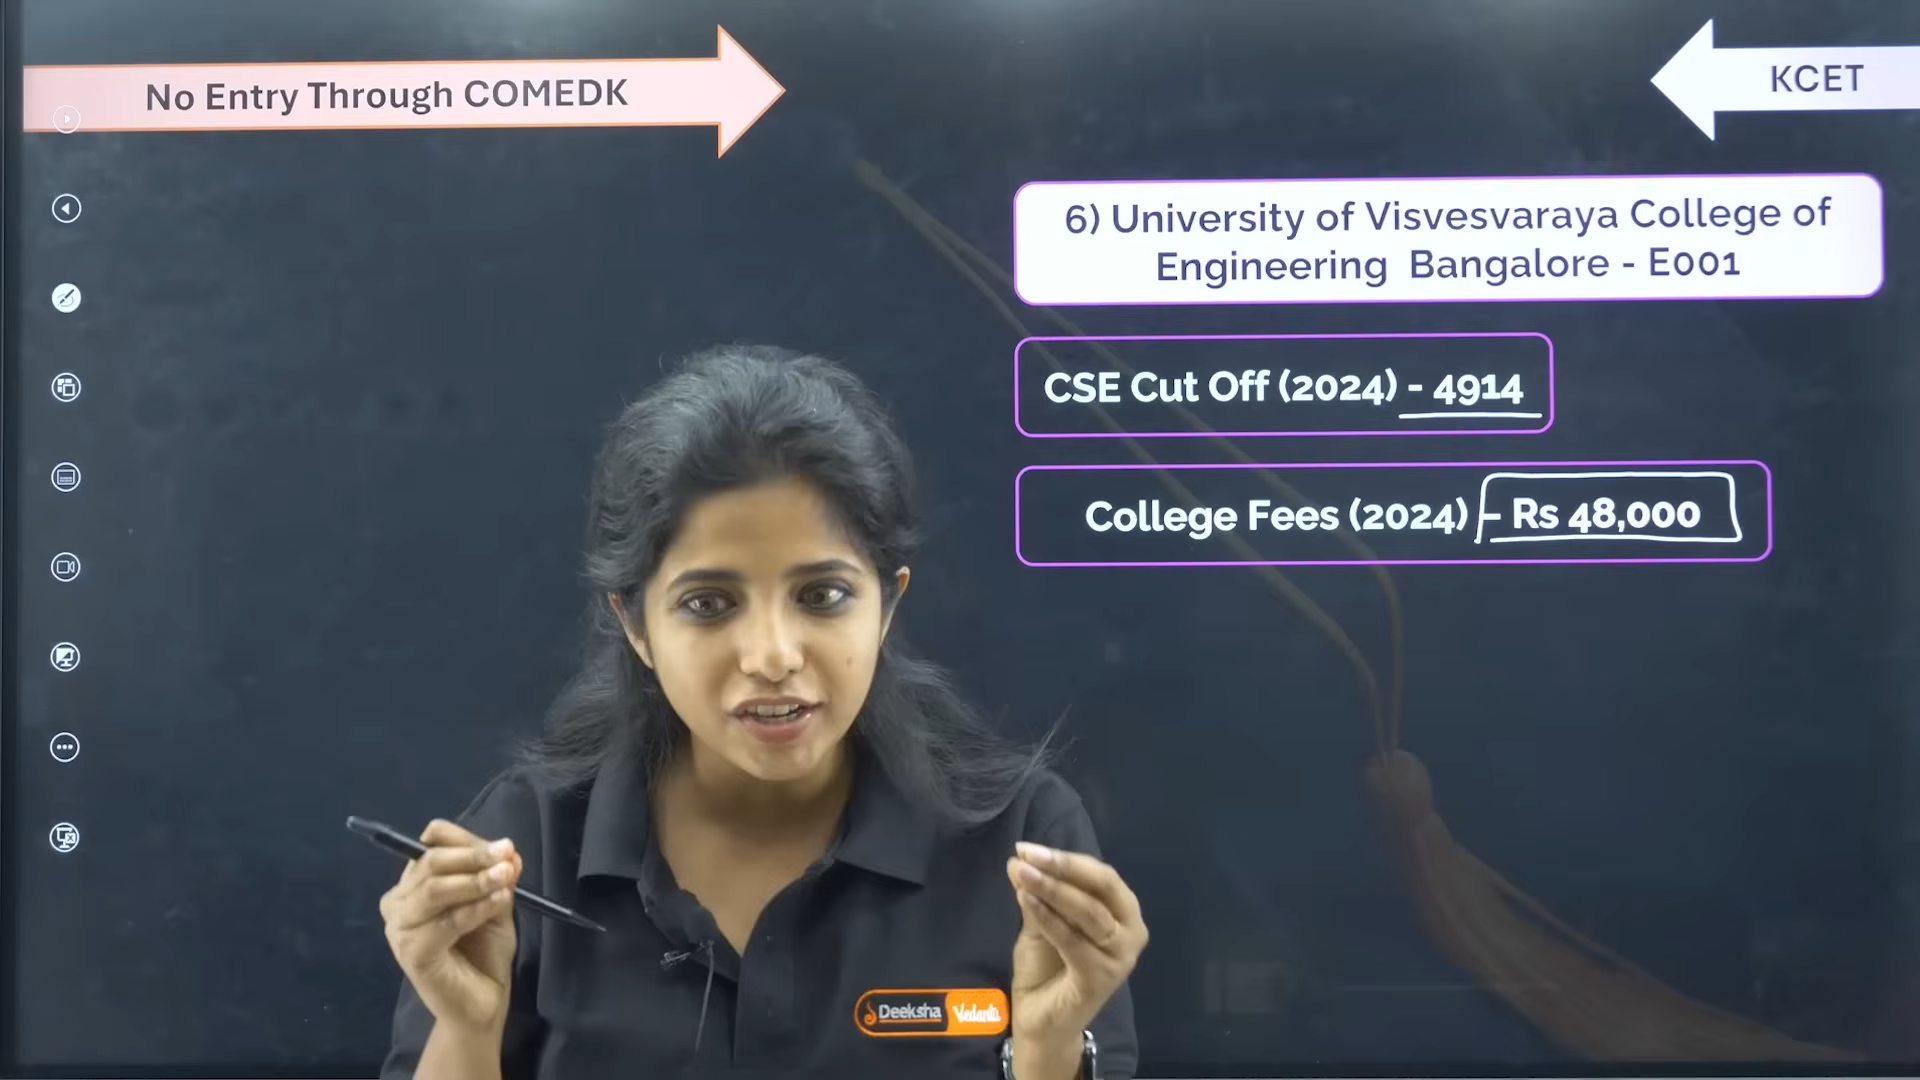 No Entry Through COMEDK
KCET
6) University of Visvesvaraya College of
Engineering Bangalore - E001
CSE Cut Off (2024) - 4914
College Fees (2024) - Rs 48,000
Deeksha Vedantu